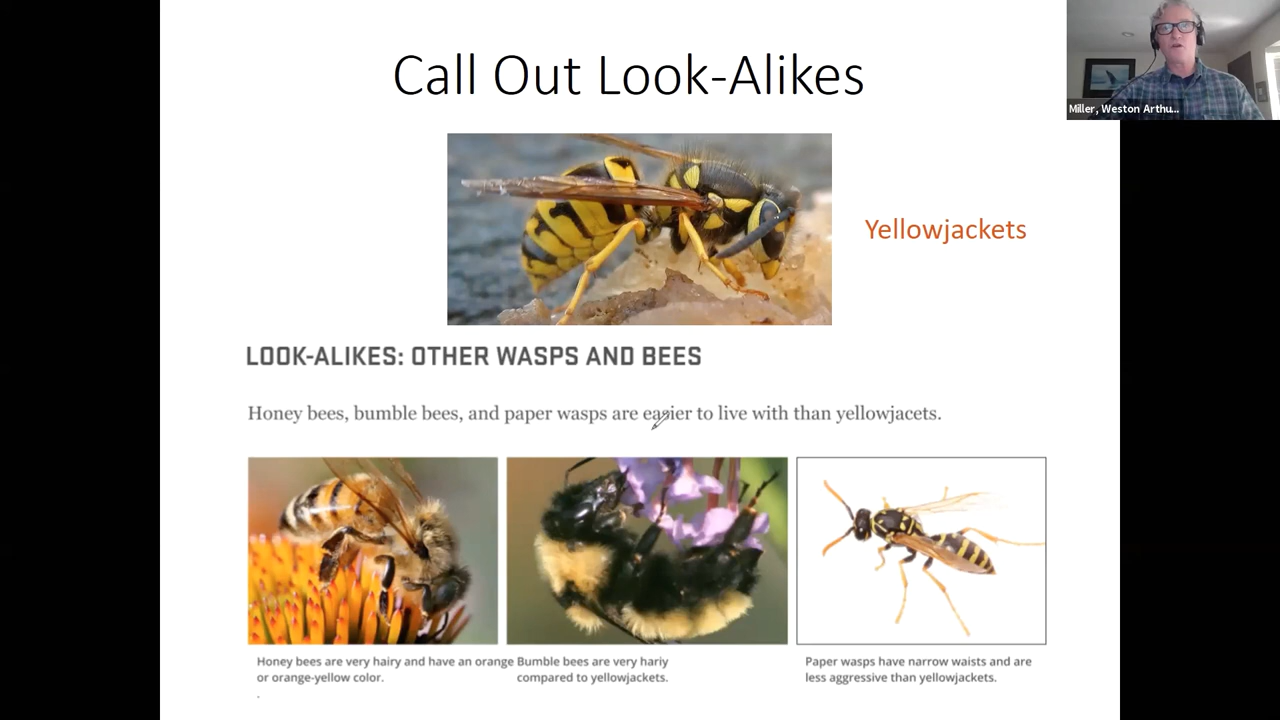 Call Out Look-Alikes
Miller, Weston Arthu...
Yellowjackets
LOOK-ALIKES: OTHER WASPS AND BEES
Honey bees, bumble bees, and paper wasps are easier to live with than yellowjacets.
Honey bees are very hairy and have an orange
or orange-yellow color.
.
Bumble bees are very hariy
compared to yellowjackets.
Paper wasps have narrow waists and are
less aggressive than yellowjackets.